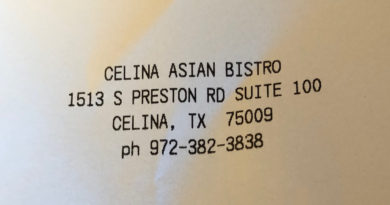 CELINA ASIAN BISTRO
1513 S PRESTON RD SUITE 100
CELINA, TX 75009
ph 972-382-3838